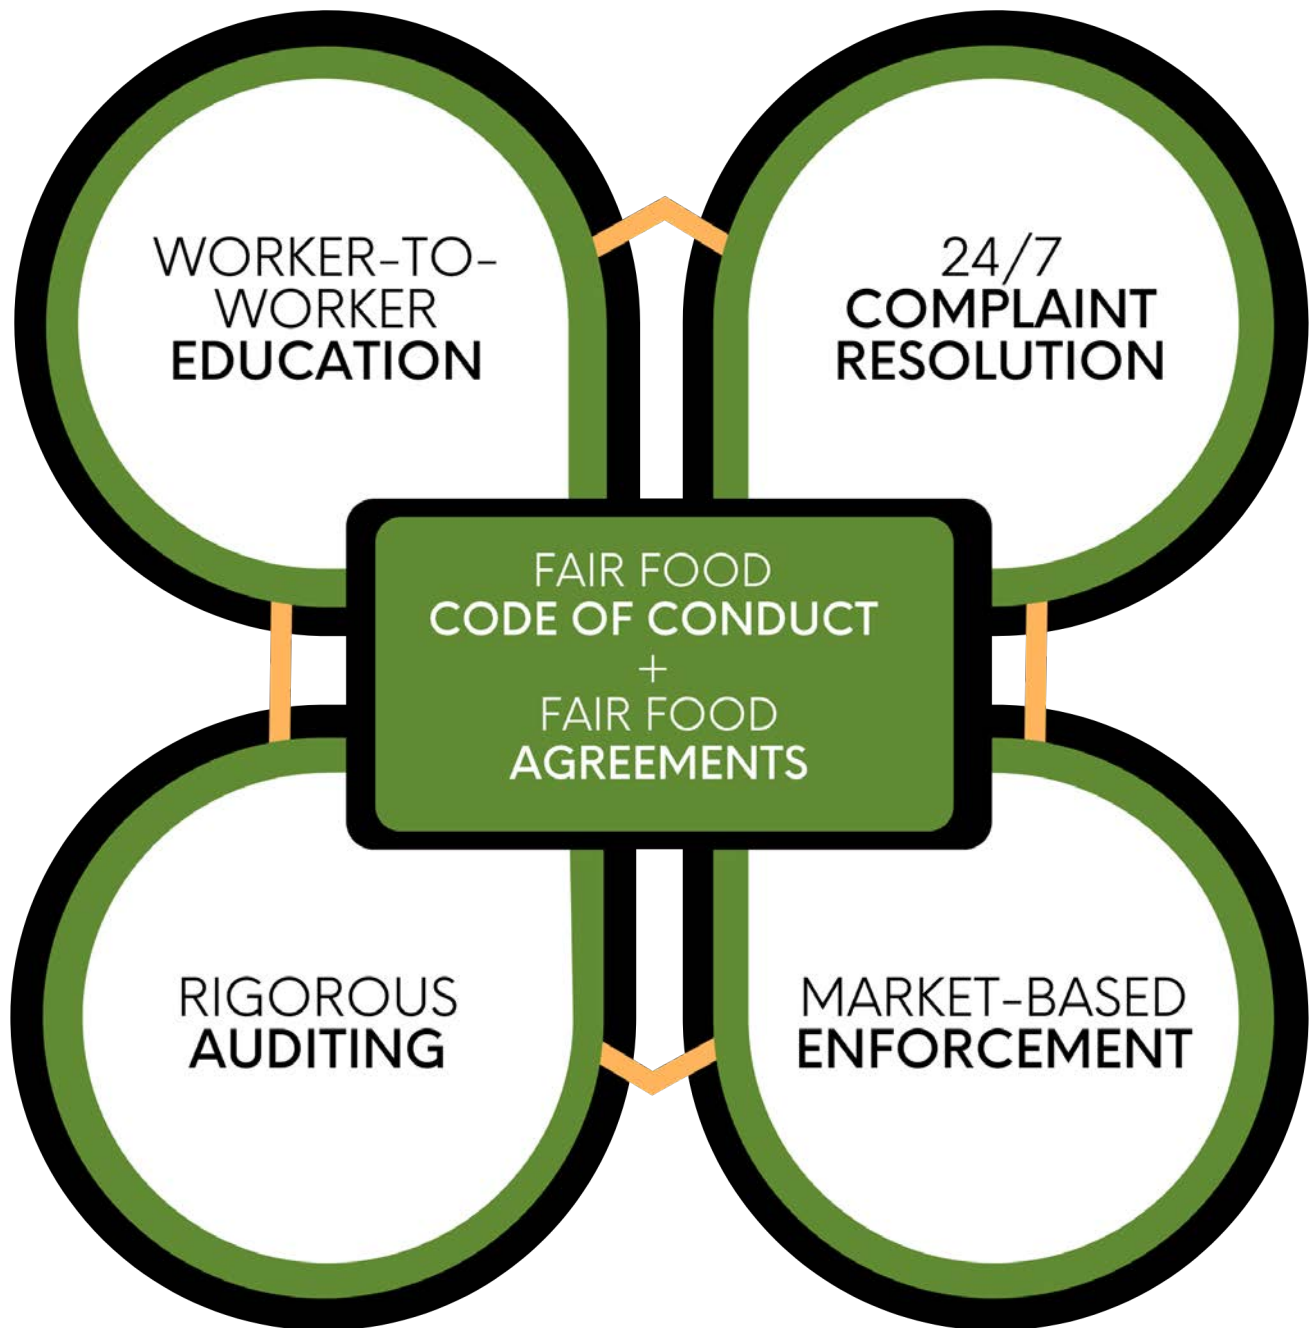 WORKER-TO-
WORKER
EDUCATION
24/7
COMPLAINT
RESOLUTION
FAIR FOOD
CODE OF CONDUCT
+
FAIR FOOD
AGREEMENTS
RIGOROUS
AUDITING
MARKET-BASED
ENFORCEMENT